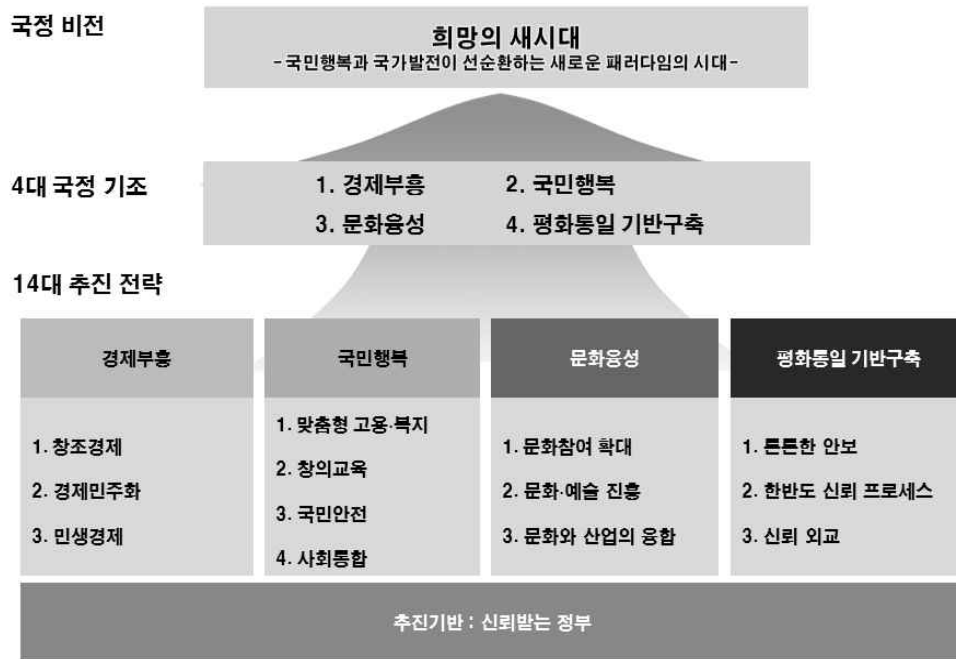 국정 비전
희망의 새시대
-국민행복과 국가발전이 선순환하는 새로운 패러다임의 시대-
4대 국정 기조
1. 경제부흥 2. 국민행복
3. 문화융성 4. 평화통일 기반구축
14대 추진 전략
경제부흥
1. 창조경제
2. 경제민주화
3. 민생경제
국민행복
1. 맞춤형 고용·복지
2. 창의교육
3. 국민안전
4. 사회통합
문화융성
1. 문화참여 확대
2. 문화·예술 진흥
3. 문화와 산업의 융합
평화통일 기반구축
1. 튼튼한 안보
2. 한반도 신뢰 프로세스
3. 신뢰 외교
추진기반 : 신뢰받는 정부